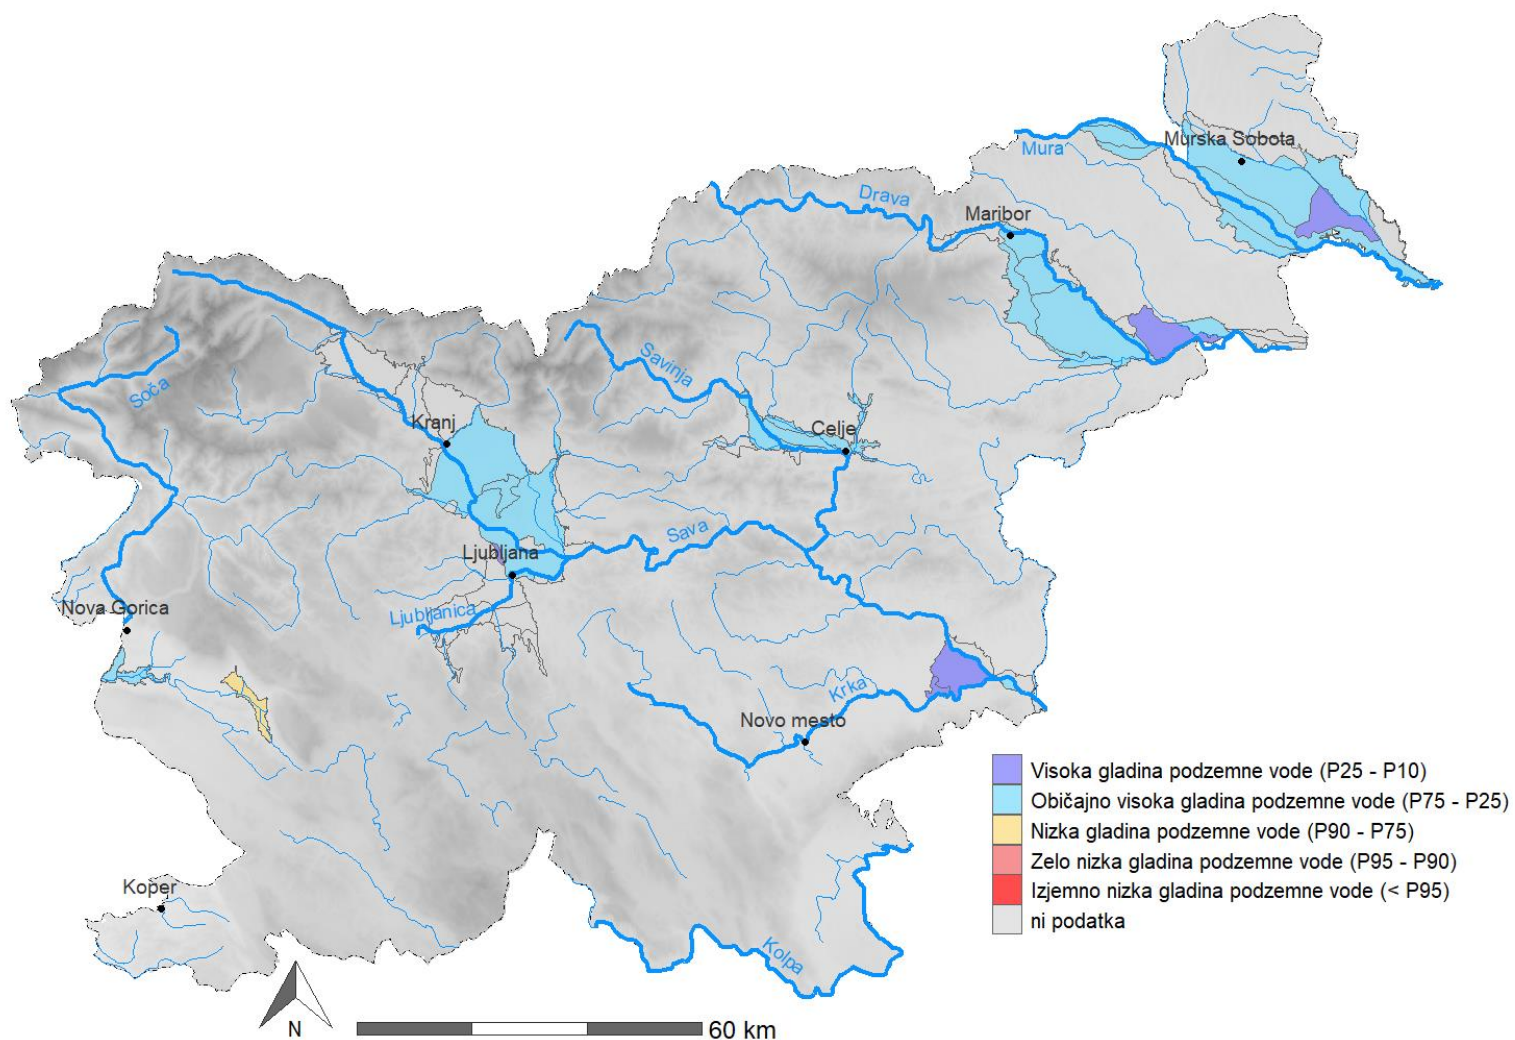 Murska Sobota
Mura
Drava
Maribor
Soča
Savinja
Kranj
Celje
Sava
Ljubljana
Ljubljanica
Nova Gorica
Krka
Novo mesto
Koper
Kolpa
Visoka gladina podzemne vode (P25 - P10)
Običajno visoka gladina podzemne vode (P75 - P25)
Nizka gladina podzemne vode (P90 - P75)
Zelo nizka gladina podzemne vode (P95 - P90)
Izjemno nizka gladina podzemne vode (< P95)
ni podatka
N
60 km